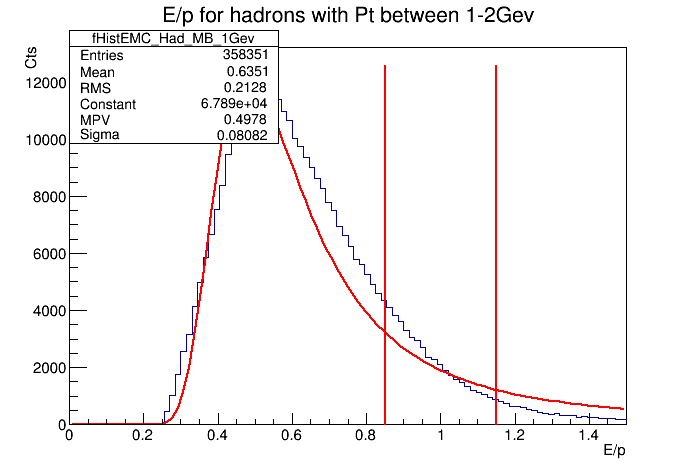 E/p for hadrons with Pt between 1-2Gev
fHistEMC_Had_MB_1Gev
Entries 358351
Mean 0.6351
RMS 0.2128
Constant 6.789e+04
MPV 0.4978
Sigma 0.08082
Cts
12000
10000
8000
6000
4000
2000
0
0 0.2 0.4 0.6 0.8 1 1.2 1.4
E/p